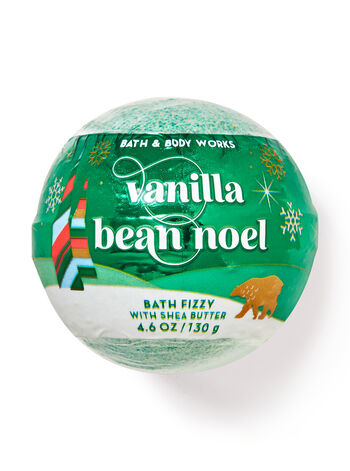 BATH & BODY WORKS
vanilla
bean noel
BATH FIZZY
WITH SHEA BUTTER
4.6 OZ / 130 g